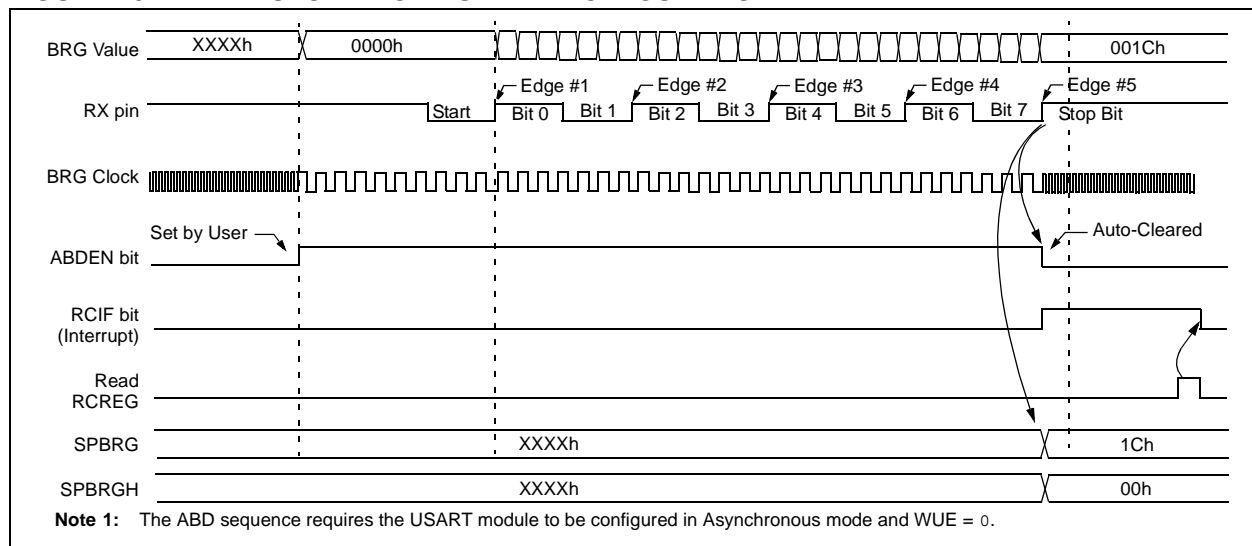 BRG Value XXXXh 0000h 001Ch
Edge #1 Edge #2 Edge #3 Edge #4 Edge #5
RX pin Start Bit 0 Bit 1 Bit 2 Bit 3 Bit 4 Bit 5 Bit 6 Bit 7 Stop Bit
BRG Clock
Set by User Auto-Cleared
ABDEN bit
RCIF bit
(Interrupt)
Read
RCREG
SPBRG XXXXh 1Ch
SPBRGH XXXXh 00h
Note 1: The ABD sequence requires the USART module to be configured in Asynchronous mode and WUE = 0.